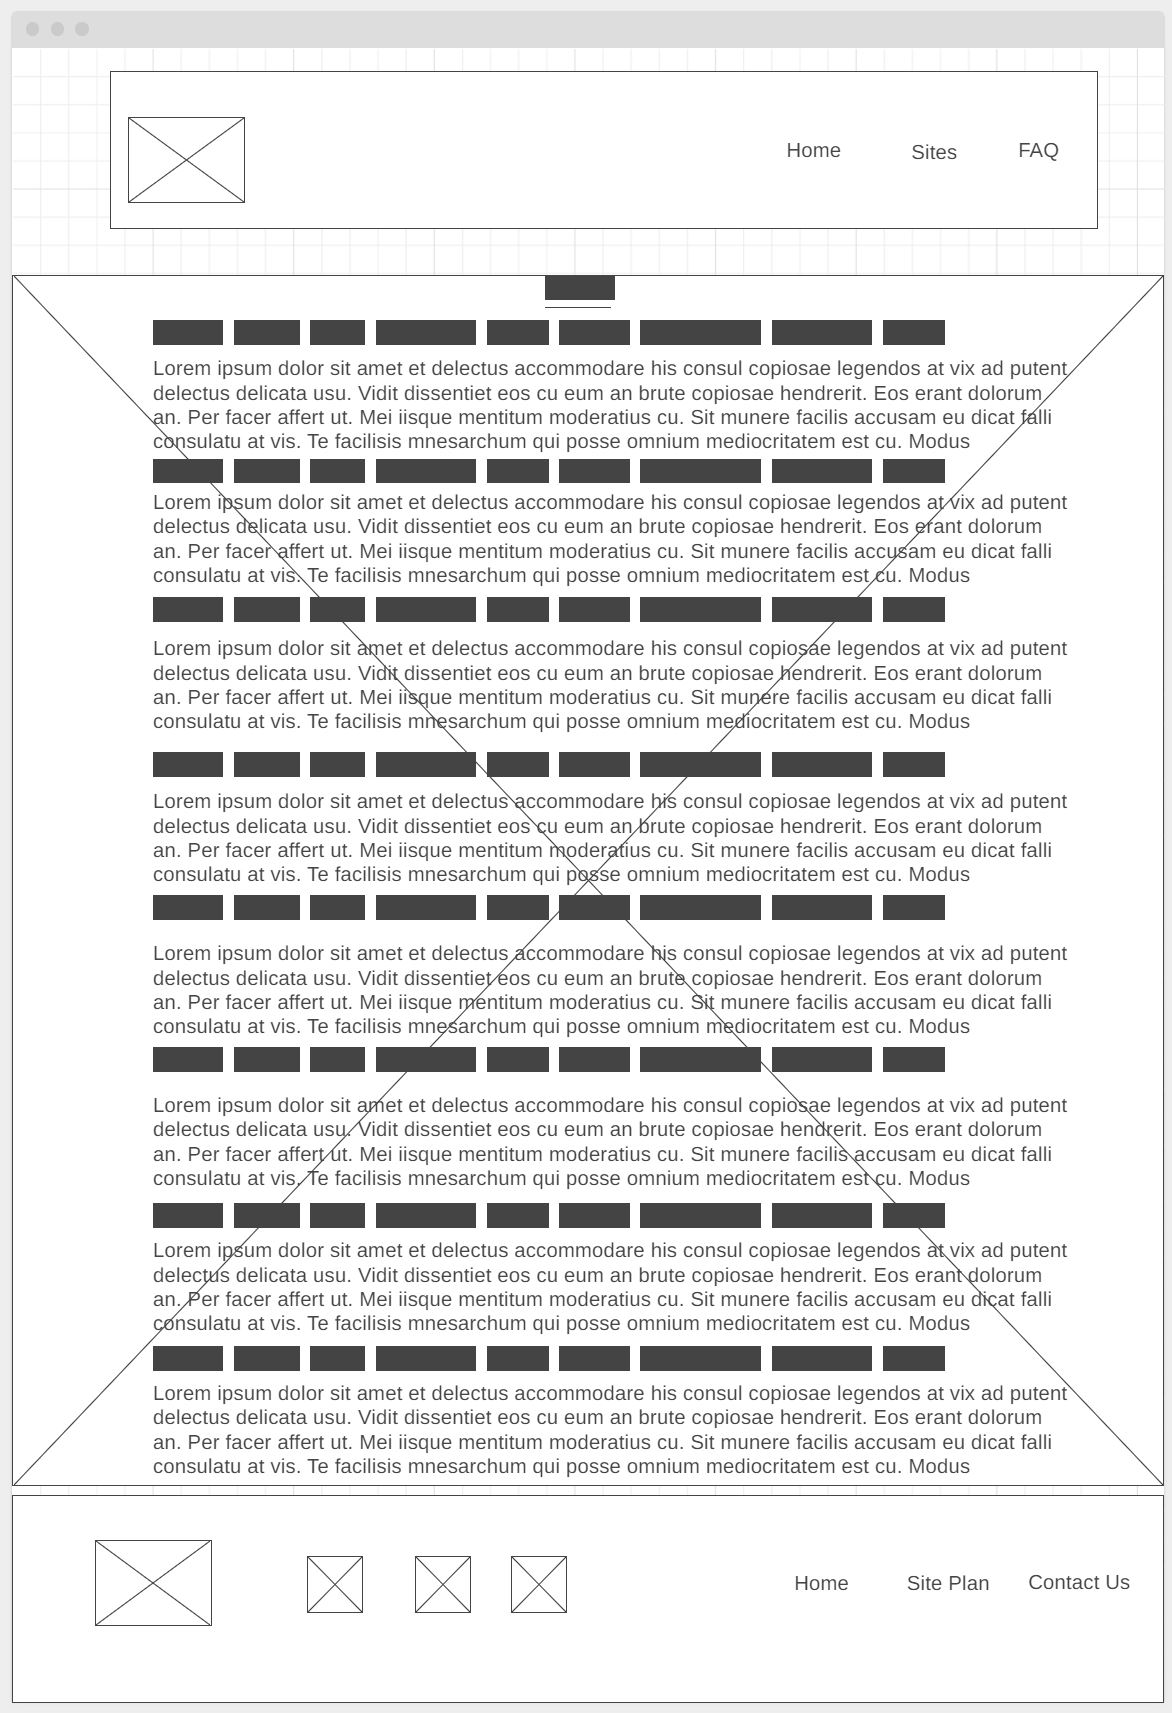 Home
Sites
FAQ
Lorem ipsum dolor sit amet et delectus accommodare his consul copiosae legendos at vix ad putent
delectus delicata usu. Vidit dissentiet eos cu eum an brute copiosae hendrerit. Eos erant dolorum
an. Per facer affert ut. Mei iisque mentitum moderatius cu. Sit munere facilis accusam eu dicat falli
consulatu at vis. Te facilisis mnesarchum qui posse omnium mediocritatem est cu. Modus
Lorem ipsum dolor sit amet et delectus accommodare his consul copiosae legendos at vix ad putent
delectus delicata usu. Vidit dissentiet eos cu eum an brute copiosae hendrerit. Eos erant dolorum
an. Per facer affert ut. Mei iisque mentitum moderatius cu. Sit munere facilis accusam eu dicat falli
consulatu at vis. Te facilisis mnesarchum qui posse omnium mediocritatem est cu. Modus
Lorem ipsum dolor sit amet et delectus accommodare his consul copiosae legendos at vix ad putent
delectus delicata usu. Vidit dissentiet eos cu eum an brute copiosae hendrerit. Eos erant dolorum
an. Per facer affert ut. Mei iisque mentitum moderatius cu. Sit munere facilis accusam eu dicat falli
consulatu at vis. Te facilisis mnesarchum qui posse omnium mediocritatem est cu. Modus
Lorem ipsum dolor sit amet et delectus accommodare his consul copiosae legendos at vix ad putent
delectus delicata usu. Vidit dissentiet eos cu eum an brute copiosae hendrerit. Eos erant dolorum
an. Per facer affert ut. Mei iisque mentitum moderatius cu. Sit munere facilis accusam eu dicat falli
consulatu at vis. Te facilisis mnesarchum qui posse omnium mediocritatem est cu. Modus
Lorem ipsum dolor sit amet et delectus accommodare his consul copiosae legendos at vix ad putent
delectus delicata usu. Vidit dissentiet eos cu eum an brute copiosae hendrerit. Eos erant dolorum
an. Per facer affert ut. Mei iisque mentitum moderatius cu. Sit munere facilis accusam eu dicat falli
consulatu at vis. Te facilisis mnesarchum qui posse omnium mediocritatem est cu. Modus
Lorem ipsum dolor sit amet et delectus accommodare his consul copiosae legendos at vix ad putent
delectus delicata usu. Vidit dissentiet eos cu eum an brute copiosae hendrerit. Eos erant dolorum
an. Per facer affert ut. Mei iisque mentitum moderatius cu. Sit munere facilis accusam eu dicat falli
consulatu at vis. Te facilisis mnesarchum qui posse omnium mediocritatem est cu. Modus
Lorem ipsum dolor sit amet et delectus accommodare his consul copiosae legendos at vix ad putent
delectus delicata usu. Vidit dissentiet eos cu eum an brute copiosae hendrerit. Eos erant dolorum
an. Per facer affert ut. Mei iisque mentitum moderatius cu. Sit munere facilis accusam eu dicat falli
consulatu at vis. Te facilisis mnesarchum qui posse omnium mediocritatem est cu. Modus
Lorem ipsum dolor sit amet et delectus accommodare his consul copiosae legendos at vix ad putent
delectus delicata usu. Vidit dissentiet eos cu eum an brute copiosae hendrerit. Eos erant dolorum
an. Per facer affert ut. Mei iisque mentitum moderatius cu. Sit munere facilis accusam eu dicat falli
consulatu at vis. Te facilisis mnesarchum qui posse omnium mediocritatem est cu. Modus
Home
Site Plan
Contact Us